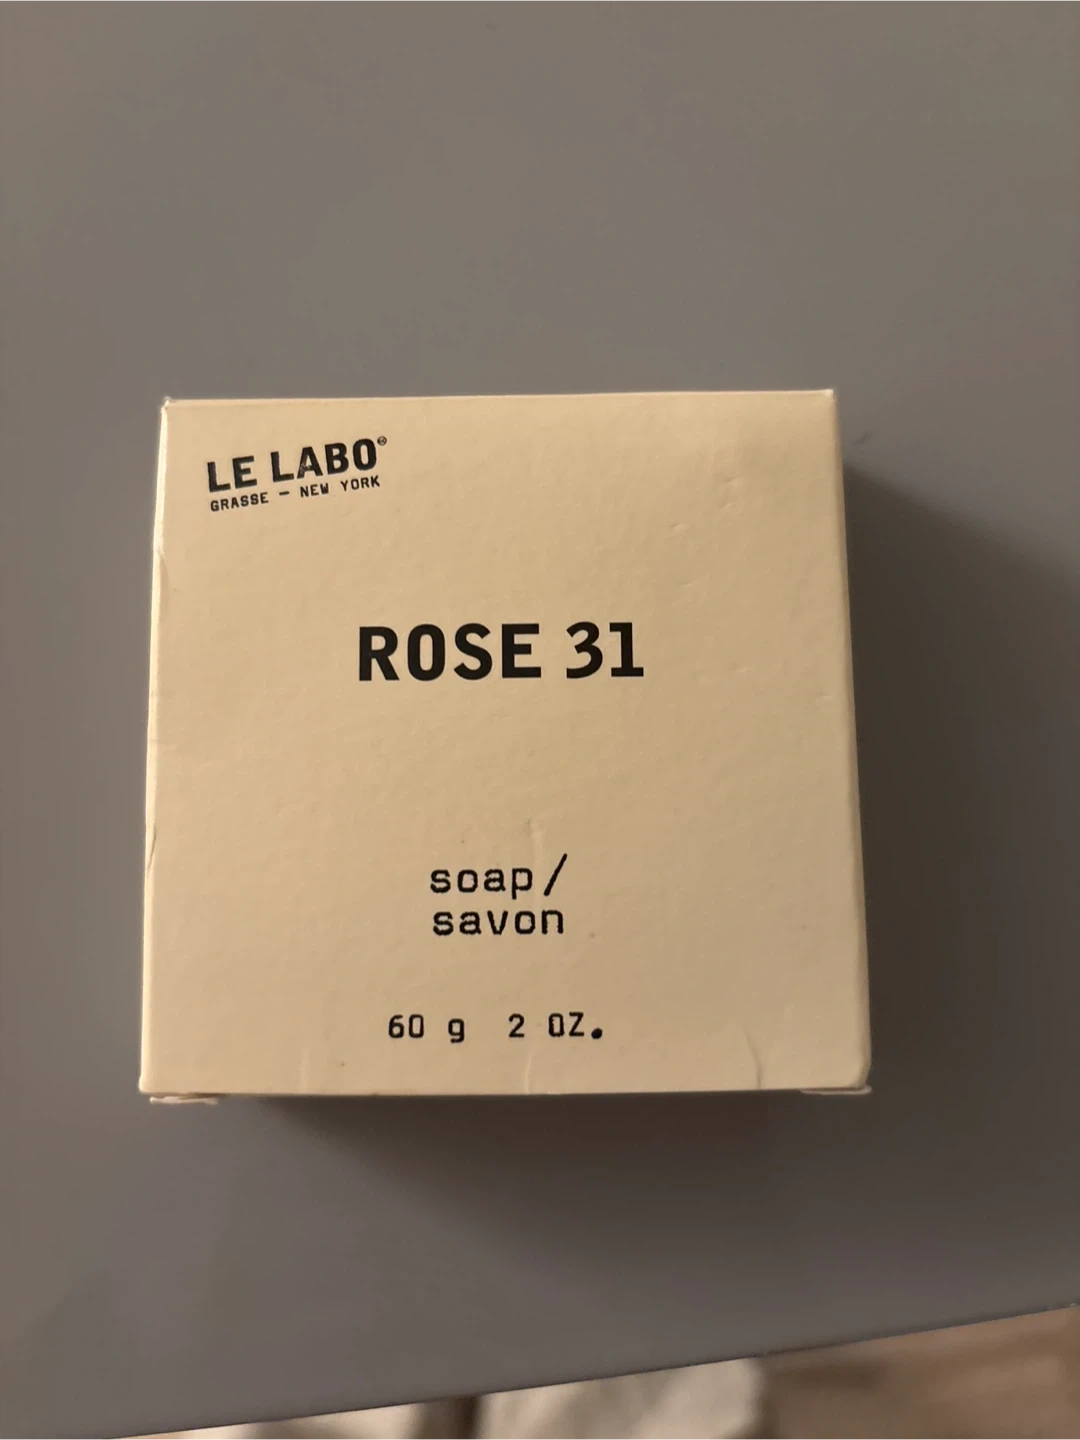 LE LABO®
GRASSE — NEW YORK
ROSE 31
soap/
savon
60 g 2 OZ.